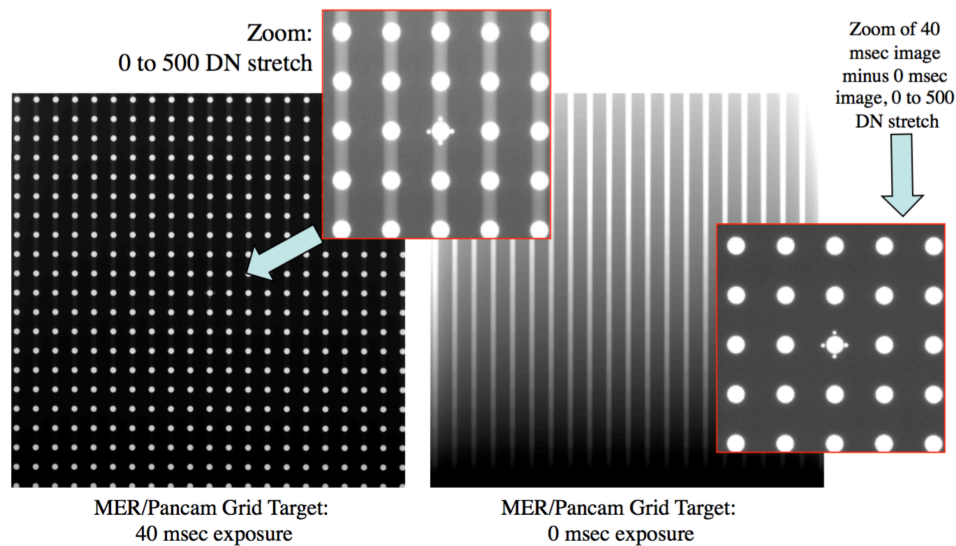 Zoom:
0 to 500 DN stretch
Zoom of 40
msec image
minus 0 msec
image, 0 to 500
DN stretch
MER/Pancam Grid Target:
40 msec exposure
MER/Pancam Grid Target:
0 msec exposure